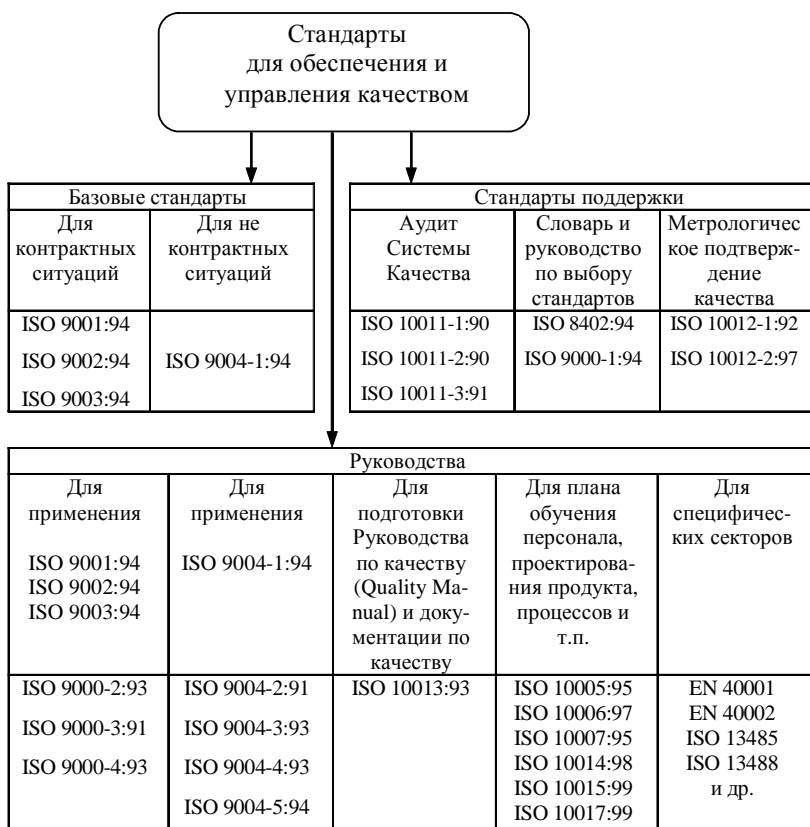 Стандарты
для обеспечения и
управления качеством
Базовые стандарты
Для
контрактных
ситуаций
Для не
контрактных
ситуаций
ISO 9001:94
ISO 9002:94
ISO 9003:94
ISO 9004-1:94
Стандарты поддержки
Аудит
Системы
Качества
Словарь и
руководство
по выбору
стандартов
Метрологичес
кое подтверж-
дение
качества
ISO 10011-1:90
ISO 10011-2:90
ISO 10011-3:91
ISO 8402:94
ISO 9000-1:94
ISO 10012-1:92
ISO 10012-2:97
Руководства
Для
применения
ISO 9001:94
ISO 9002:94
ISO 9003:94
Для
применения
ISO 9004-1:94
Для
подготовки
Руководства
по качеству
(Quality Ma-
nual) и доку-
ментации по
качеству
Для плана
обучения
персонала,
проектирова-
ния продукта,
процессов и
т.п.
Для
специфичес-
ких секторов
ISO 9000-2:93
ISO 9000-3:91
ISO 9000-4:93
ISO 9004-2:91
ISO 9004-3:93
ISO 9004-4:93
ISO 9004-5:94
ISO 10013:93
ISO 10005:95
ISO 10006:97
ISO 10007:95
ISO 10014:98
ISO 10015:99
ISO 10017:99
EN 40001
EN 40002
ISO 13485
ISO 13488
и др.